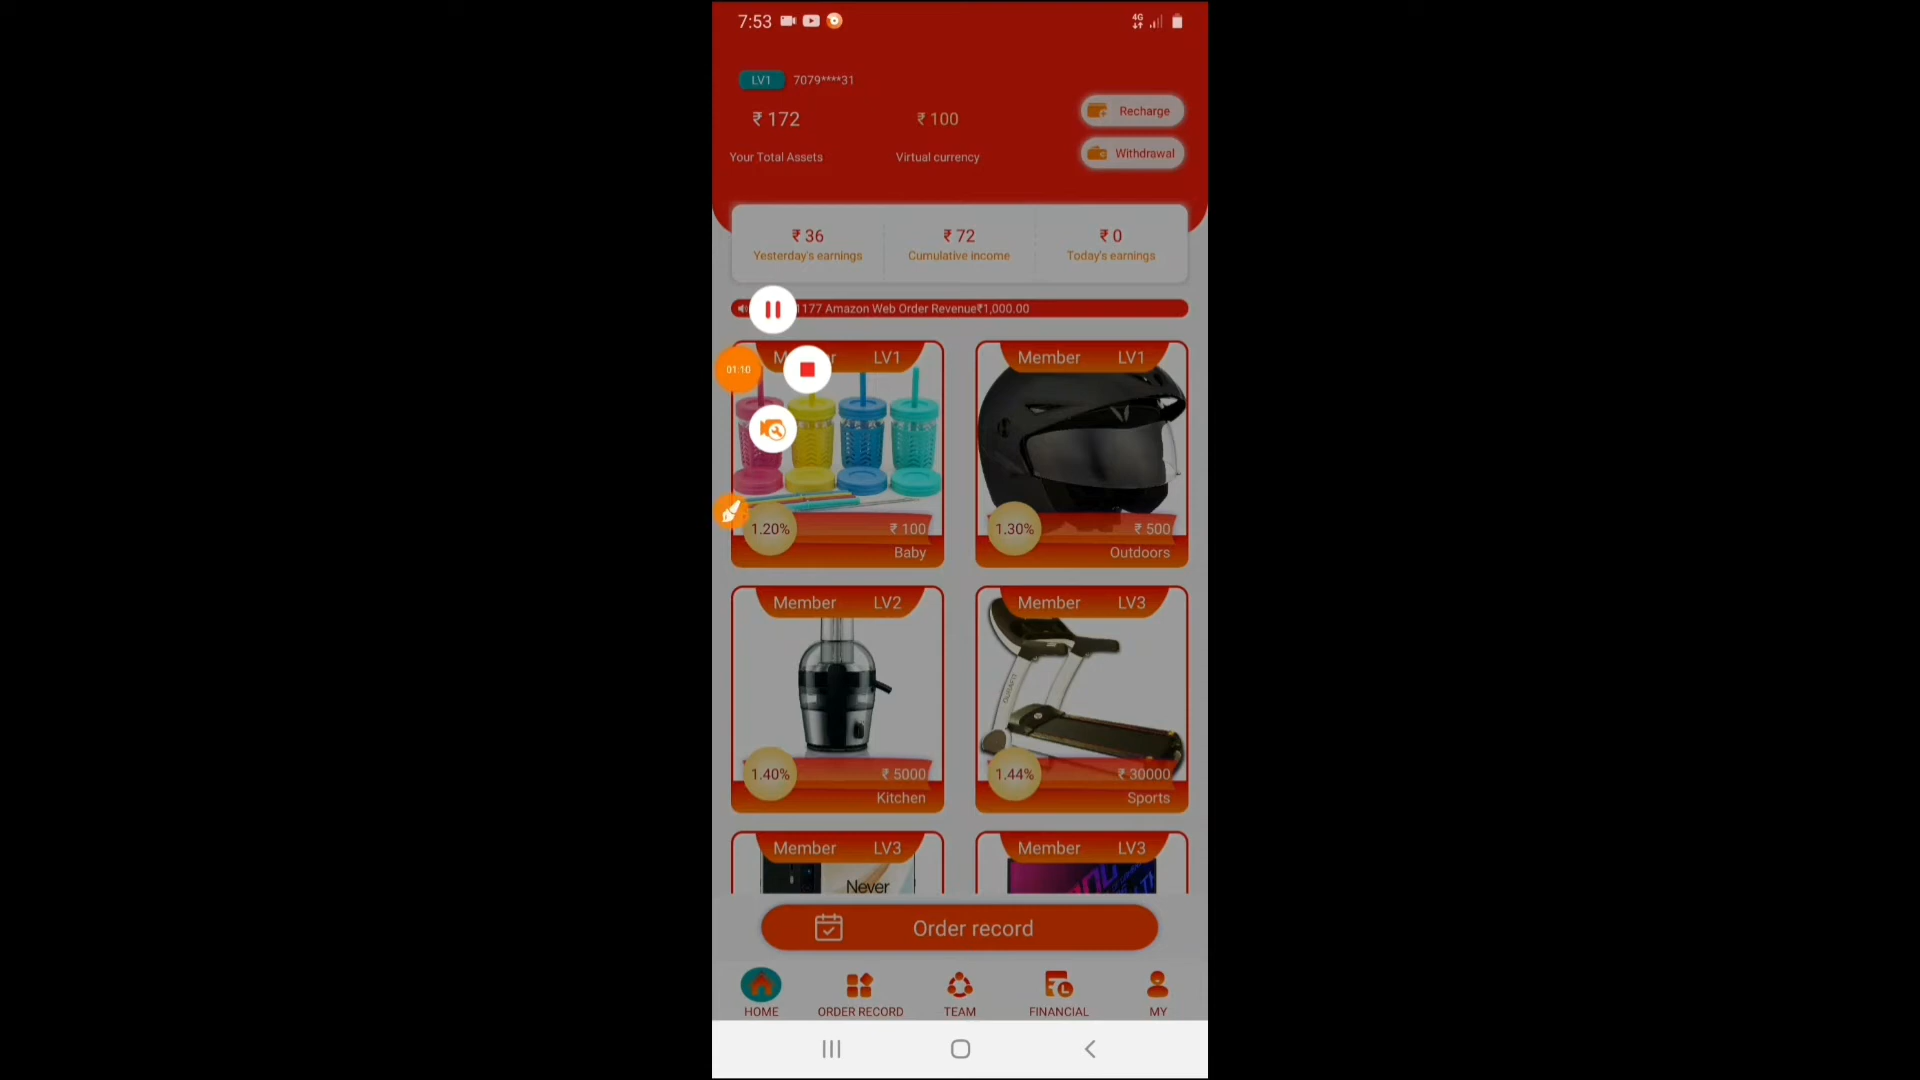 7:53
4G
LV1 7079****31
₹ 172 ₹ 100
Recharge
Your Total Assets Virtual currency
Withdrawal
₹ 36 ₹ 72 ₹ 0
Yesterday's earnings Cumulative income Today's earnings
1177 Amazon Web Order Revenue₹1,000.00
LV1 Member LV1
01:10
1.20% ₹ 100 1.30% ₹ 500
Baby Outdoors
Member LV2 Member LV3
1.40% ₹ 5000 1.44% ₹ 30000
Kitchen Sports
Member LV3 Member LV3
Never
Order record
HOME ORDER RECORD TEAM FINANCIAL MY